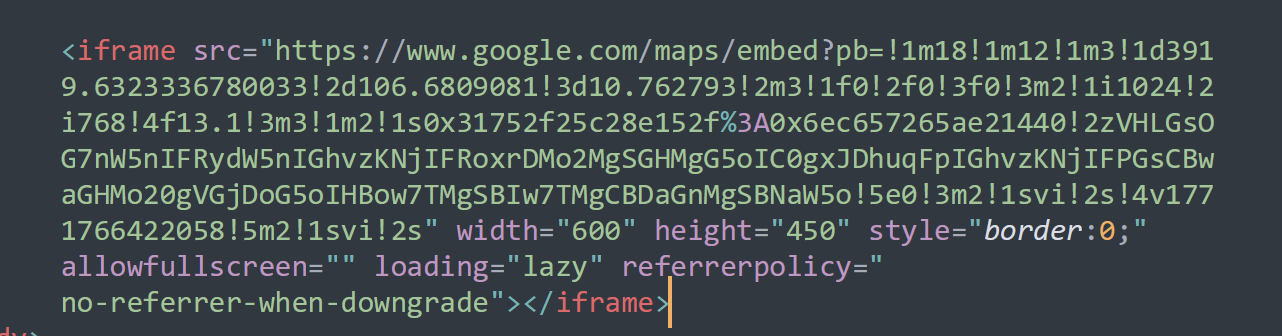 <iframe src="https://www.google.com/maps/embed?pb=!1m18!1m12!1m3!1d391
9.6323336780033!2d106.6809081!3d10.762793!2m3!1f0!2f0!3f0!3m2!1i1024!2
i768!4f13.1!3m3!1m2!1s0x31752f25c28e152f%3A0x6ec657265ae21440!2zVHLGsO
G7nW5nIFRydW5nIGhvzKNjIFRoxrDMo2MgSGHMgG5oIC0gxJDhuqFpIGhvzKNjIFPGsCBw
aGHMo20gVGjDoG5oIHBow7TMgSBIw7TMgCBDaGnMgSBNaW5o!5e0!3m2!1svi!2s!4v177
1766422058!5m2!1svi!2s" width="600" height="450" style="border:0;"
allowfullscreen="" loading="lazy" referrerpolicy="
no-referrer-when-downgrade"></iframe>